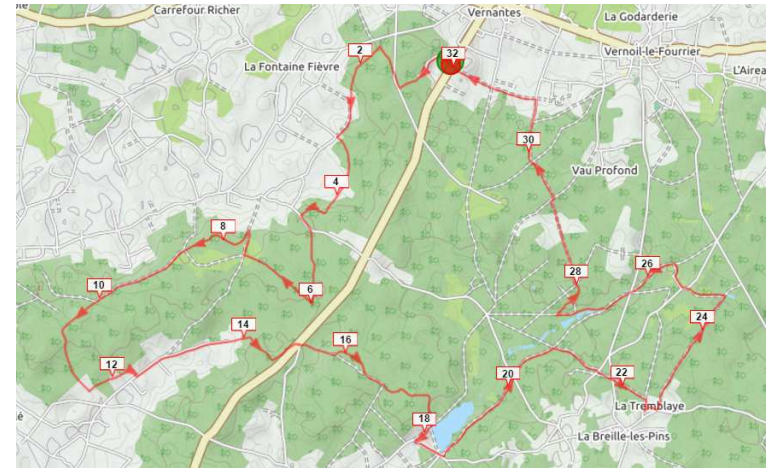 Carrefour Richer
Vernantes
La Godarderie
2
32
Vernoil-le-Fourrier
La Fontaine Fièvre
L'Airea
30
Vau Profond
4
8
26
28
10
6
24
14
16
12
20
22
La Tremblaye
18
lé
La Breille-les-Pins